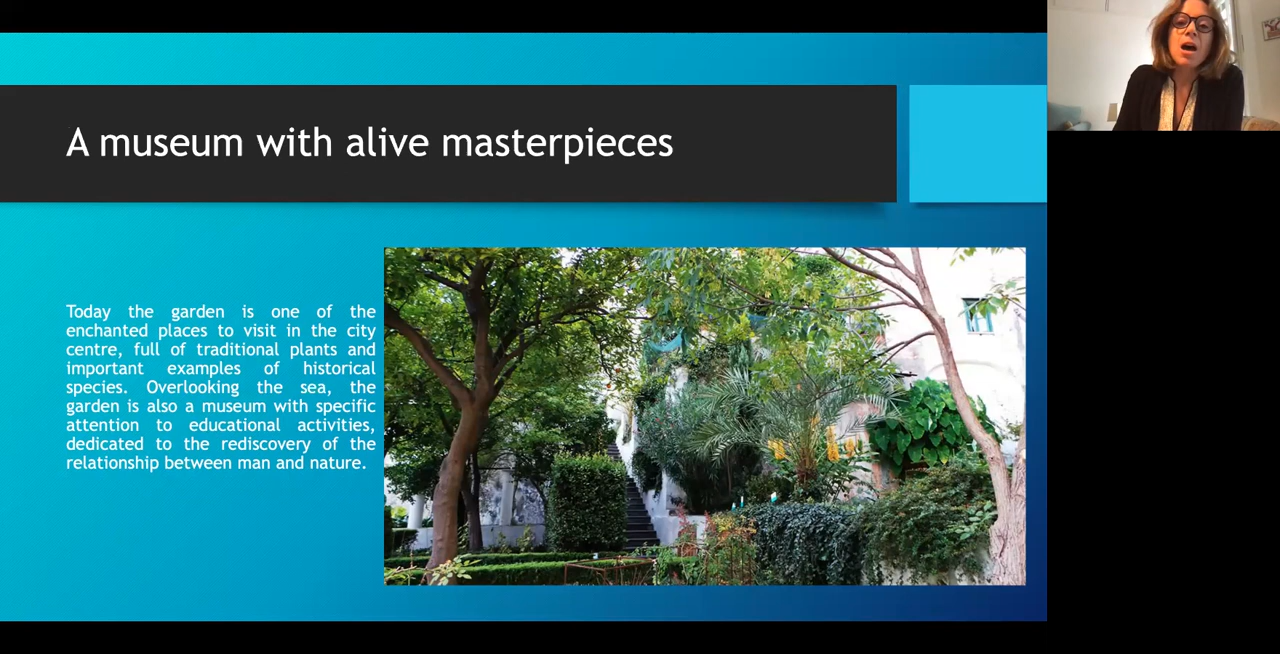 A museum with alive masterpieces
Today the garden is one of the
enchanted places to visit in the city
centre, full of traditional plants and
important examples of historical
species. Overlooking the sea, the
garden is also a museum with specific
attention to educational activities,
dedicated to the rediscovery of the
relationship between man and nature.